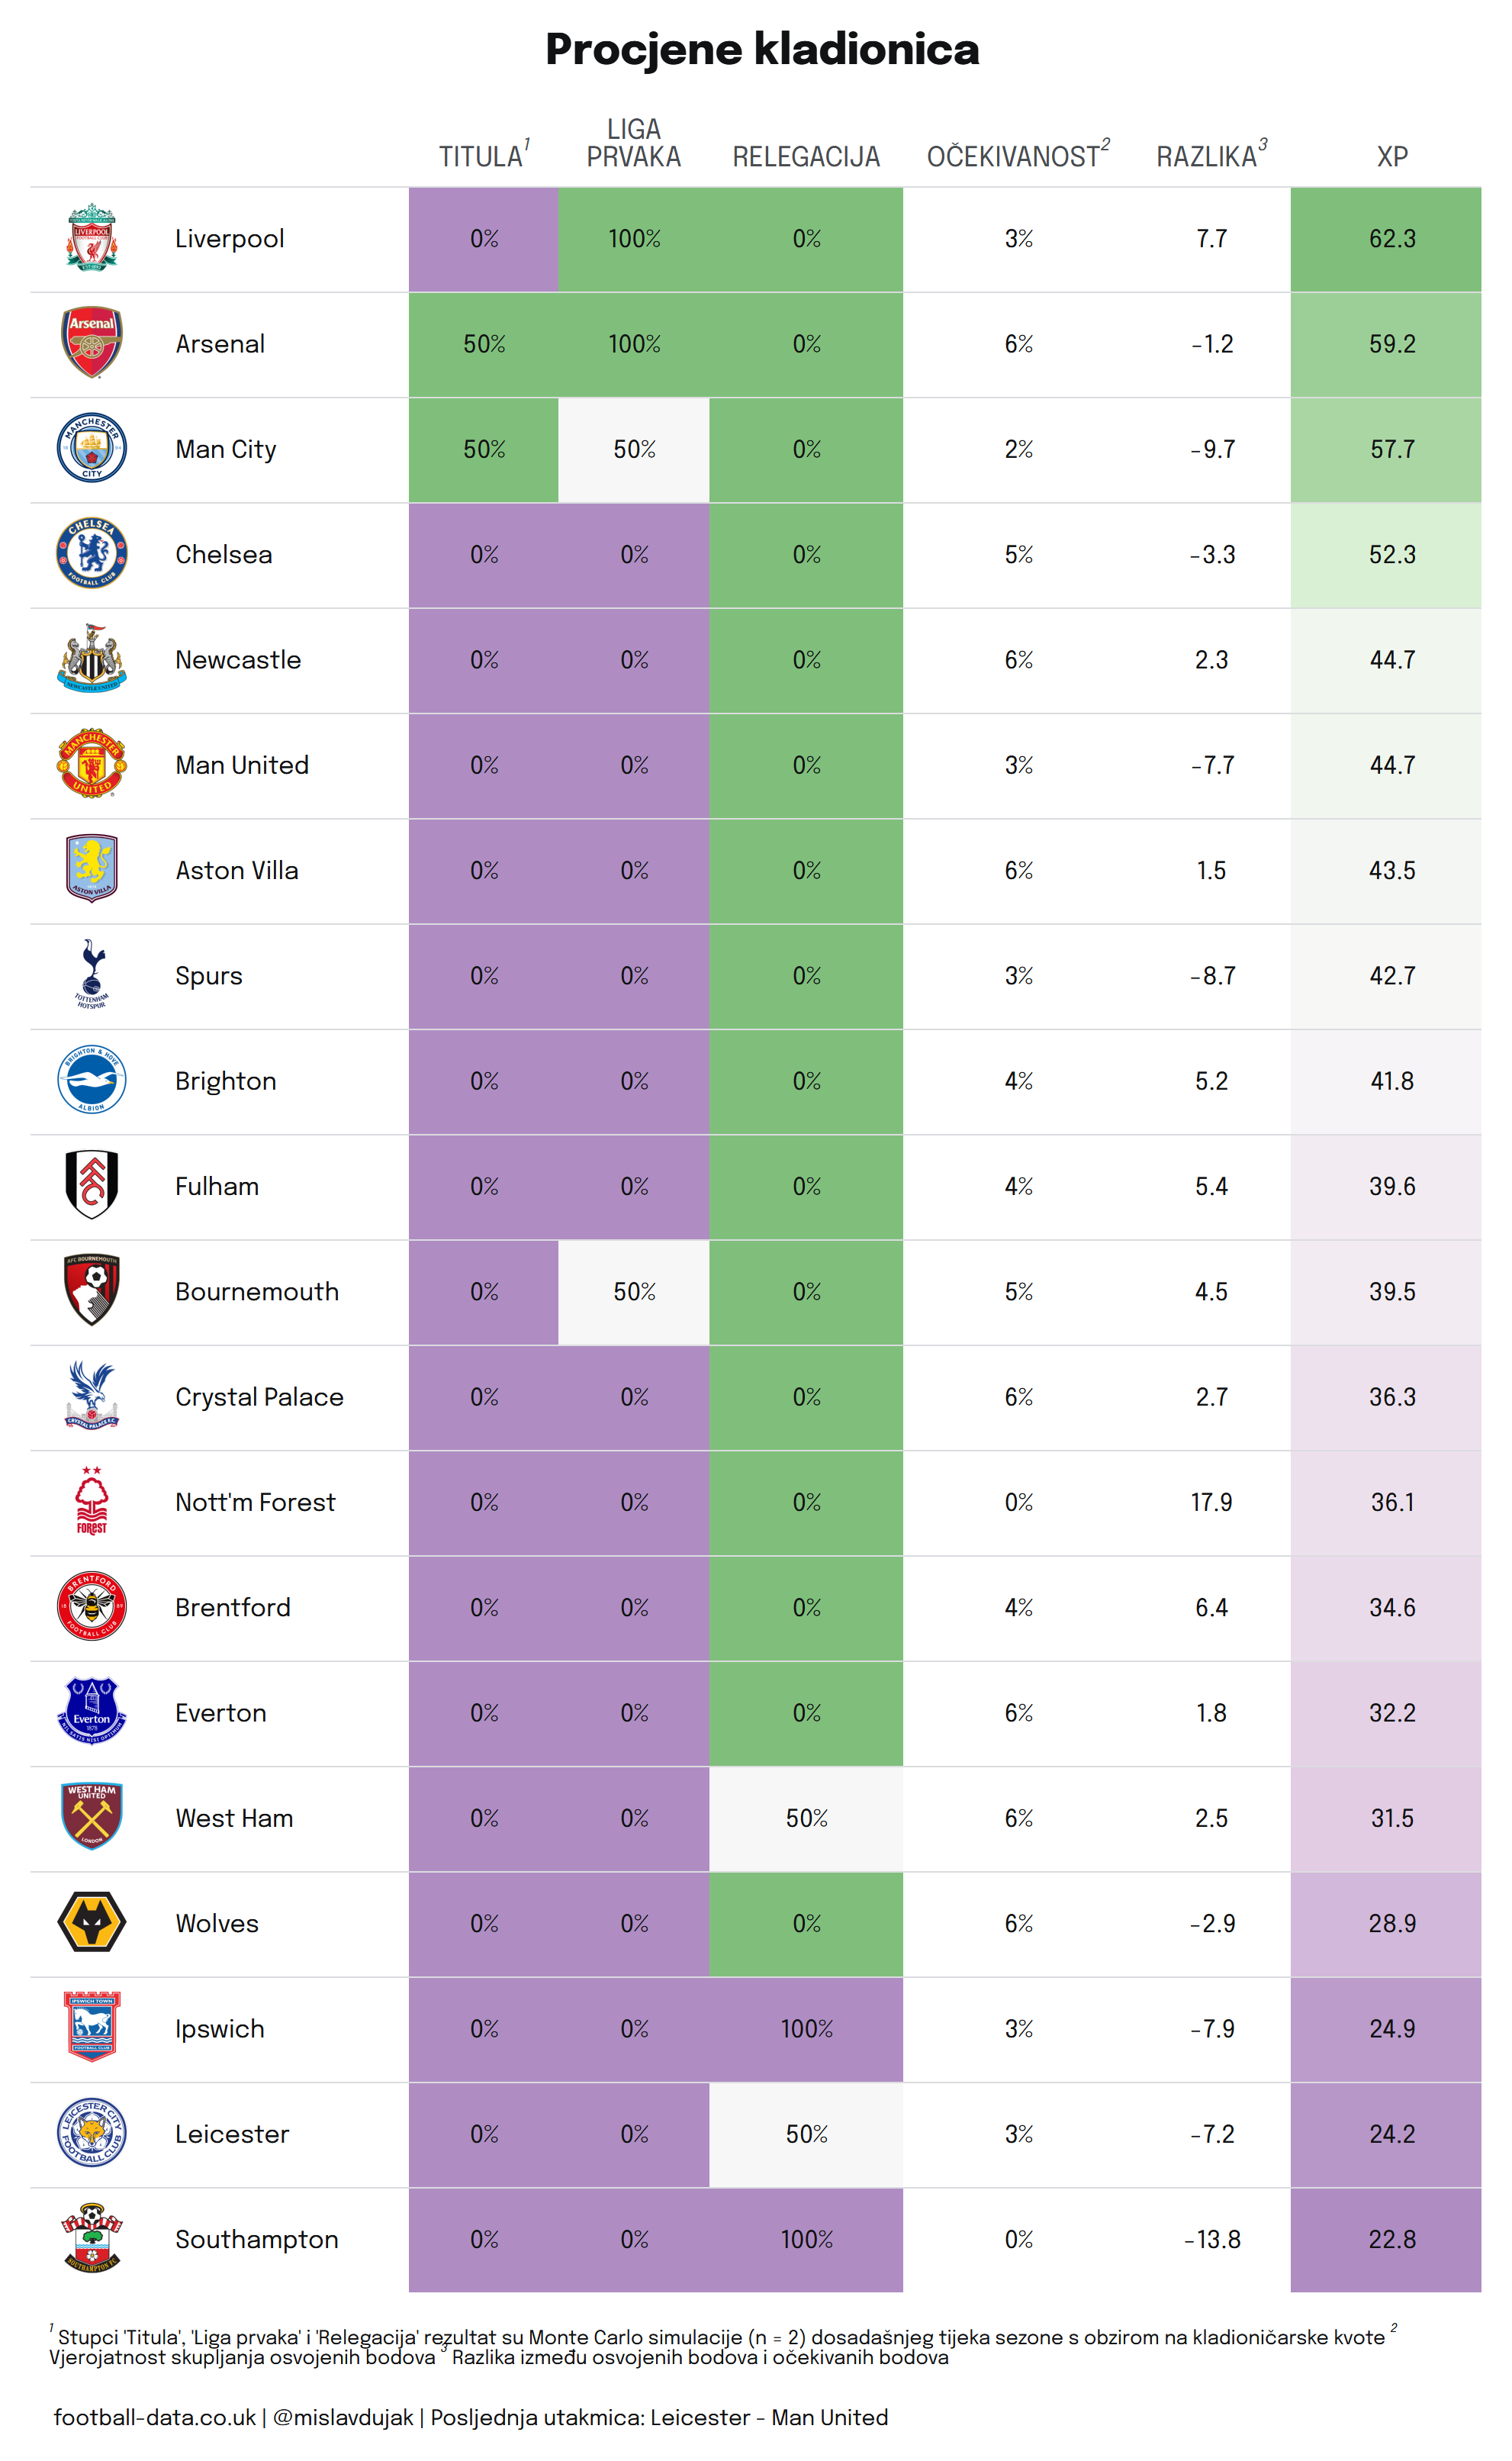 Procjene kladionica
TITULA¹ LIGA PRVAKA RELEGACIJA OČEKIVANOST² RAZLIKA³ XP
Liverpool 0% 100% 0% 3% 7.7 62.3
Arsenal 50% 100% 0% 6% -1.2 59.2
Man City 50% 50% 0% 2% -9.7 57.7
Chelsea 0% 0% 0% 5% -3.3 52.3
Newcastle 0% 0% 0% 6% 2.3 44.7
Man United 0% 0% 0% 3% -7.7 44.7
Aston Villa 0% 0% 0% 6% 1.5 43.5
Spurs 0% 0% 0% 3% -8.7 42.7
Brighton 0% 0% 0% 4% 5.2 41.8
Fulham 0% 0% 0% 4% 5.4 39.6
Bournemouth 0% 50% 0% 5% 4.5 39.5
Crystal Palace 0% 0% 0% 6% 2.7 36.3
Nott'm Forest 0% 0% 0% 0% 17.9 36.1
Brentford 0% 0% 0% 4% 6.4 34.6
Everton 0% 0% 0% 6% 1.8 32.2
West Ham 0% 0% 50% 6% 2.5 31.5
Wolves 0% 0% 0% 6% -2.9 28.9
Ipswich 0% 0% 100% 3% -7.9 24.9
Leicester 0% 0% 50% 3% -7.2 24.2
Southampton 0% 0% 100% 0% -13.8 22.8
¹ Stupci 'Titula', 'Liga prvaka' i 'Relegacija' rezultat su Monte Carlo simulacije (n = 2) dosadašnjeg tijeka sezone s obzirom na kladioničarske kvote ²
Vjerojatnost skupljanja osvojenih bodova ³ Razlika između osvojenih bodova i očekivanih bodova
football-data.co.uk | @mislavdujak | Posljednja utakmica: Leicester - Man United